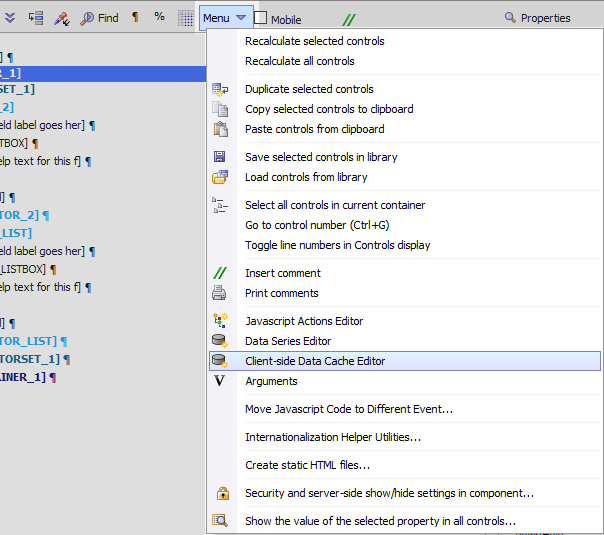 Find ¶ % Menu Mobile // Properties
] ¶
R_1]
RSET_1]
_2]
eld label goes her] ¶
TBOX] ¶
elp text for this f] ¶
] ¶
TOR_2] ¶
_LIST]
eld label goes her] ¶
_LISTBOX] ¶
elp text for this f] ¶
] ¶
TOR_LIST] ¶
TORSET_1] ¶
AINER_1] ¶
Recalculate selected controls
Recalculate all controls
Duplicate selected controls
Copy selected controls to clipboard
Paste controls from clipboard
Save selected controls in library
Load controls from library
Select all controls in current container
Go to control number (Ctrl+G)
Toggle line numbers in Controls display
// Insert comment
Print comments
Javascript Actions Editor
Data Series Editor
Client-side Data Cache Editor
V Arguments
Move Javascript Code to Different Event...
Internationalization Helper Utilities...
Create static HTML files...
Security and server-side show/hide settings in component...
Show the value of the selected property in all controls...